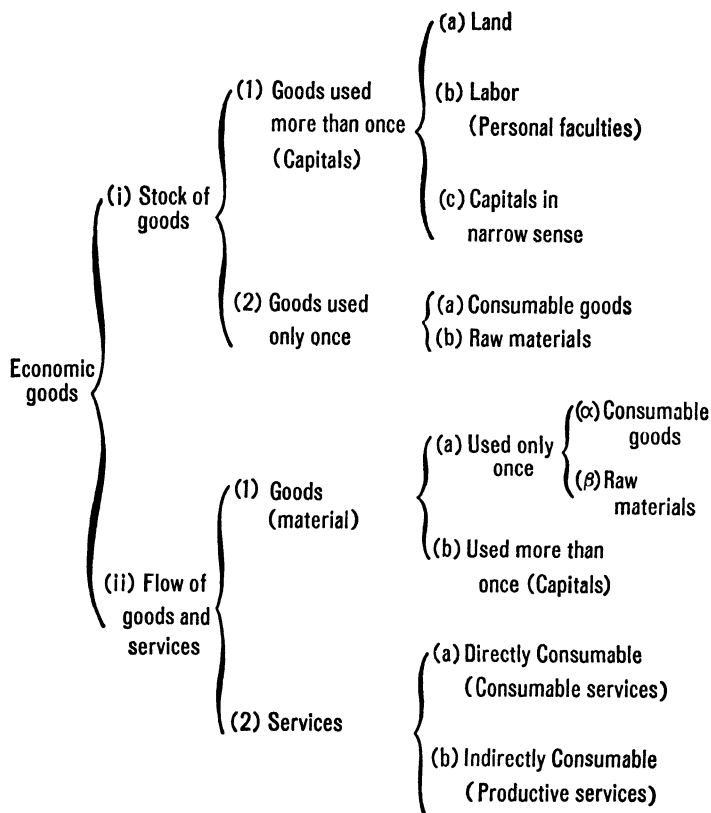 Economic
goods
(i) Stock of
goods
(1) Goods used
more than once
(Capitals)
(a) Land
(b) Labor
(Personal faculties)
(c) Capitals in
narrow sense
(2) Goods used
only once
(a) Consumable goods
(b) Raw materials
(ii) Flow of
goods and
services
(1) Goods
(material)
(a) Used only
once
(α) Consumable
goods
(β) Raw
materials
(b) Used more than
once (Capitals)
(2) Services
(a) Directly Consumable
(Consumable services)
(b) Indirectly Consumable
(Productive services)